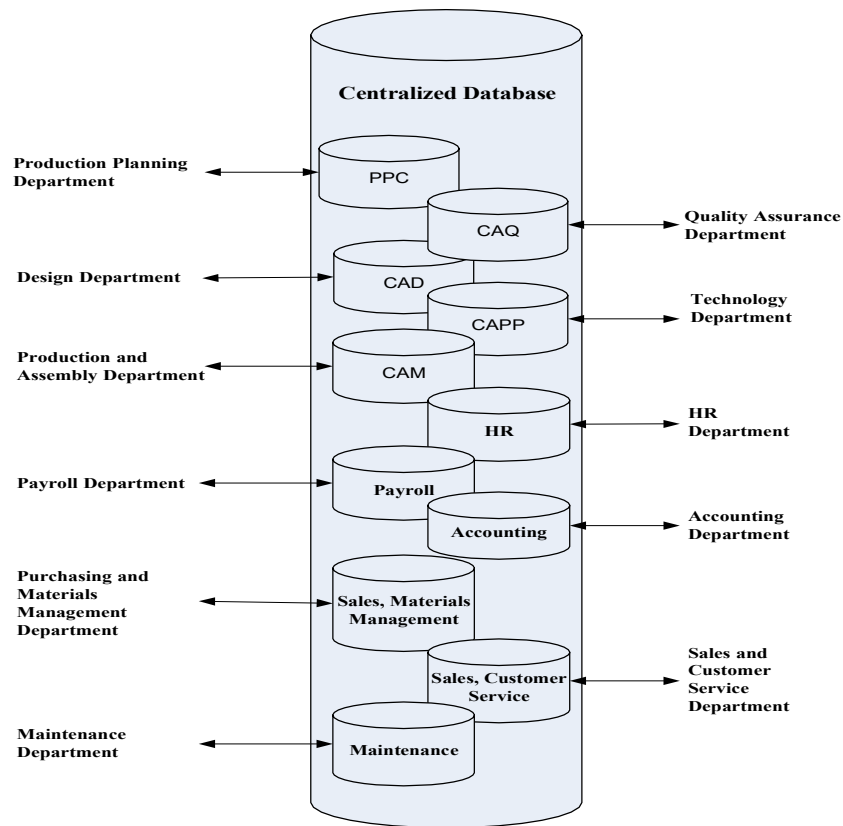 Centralized Database
Production Planning
Department
PPC
CAQ
Quality Assurance
Department
Design Department
CAD
CAPP
Technology
Department
Production and
Assembly Department
CAM
HR
HR
Department
Payroll Department
Payroll
Accounting
Accounting
Department
Purchasing and
Materials
Management
Department
Sales, Materials
Management
Sales, Customer
Service
Sales and
Customer
Service
Department
Maintenance
Department
Maintenance